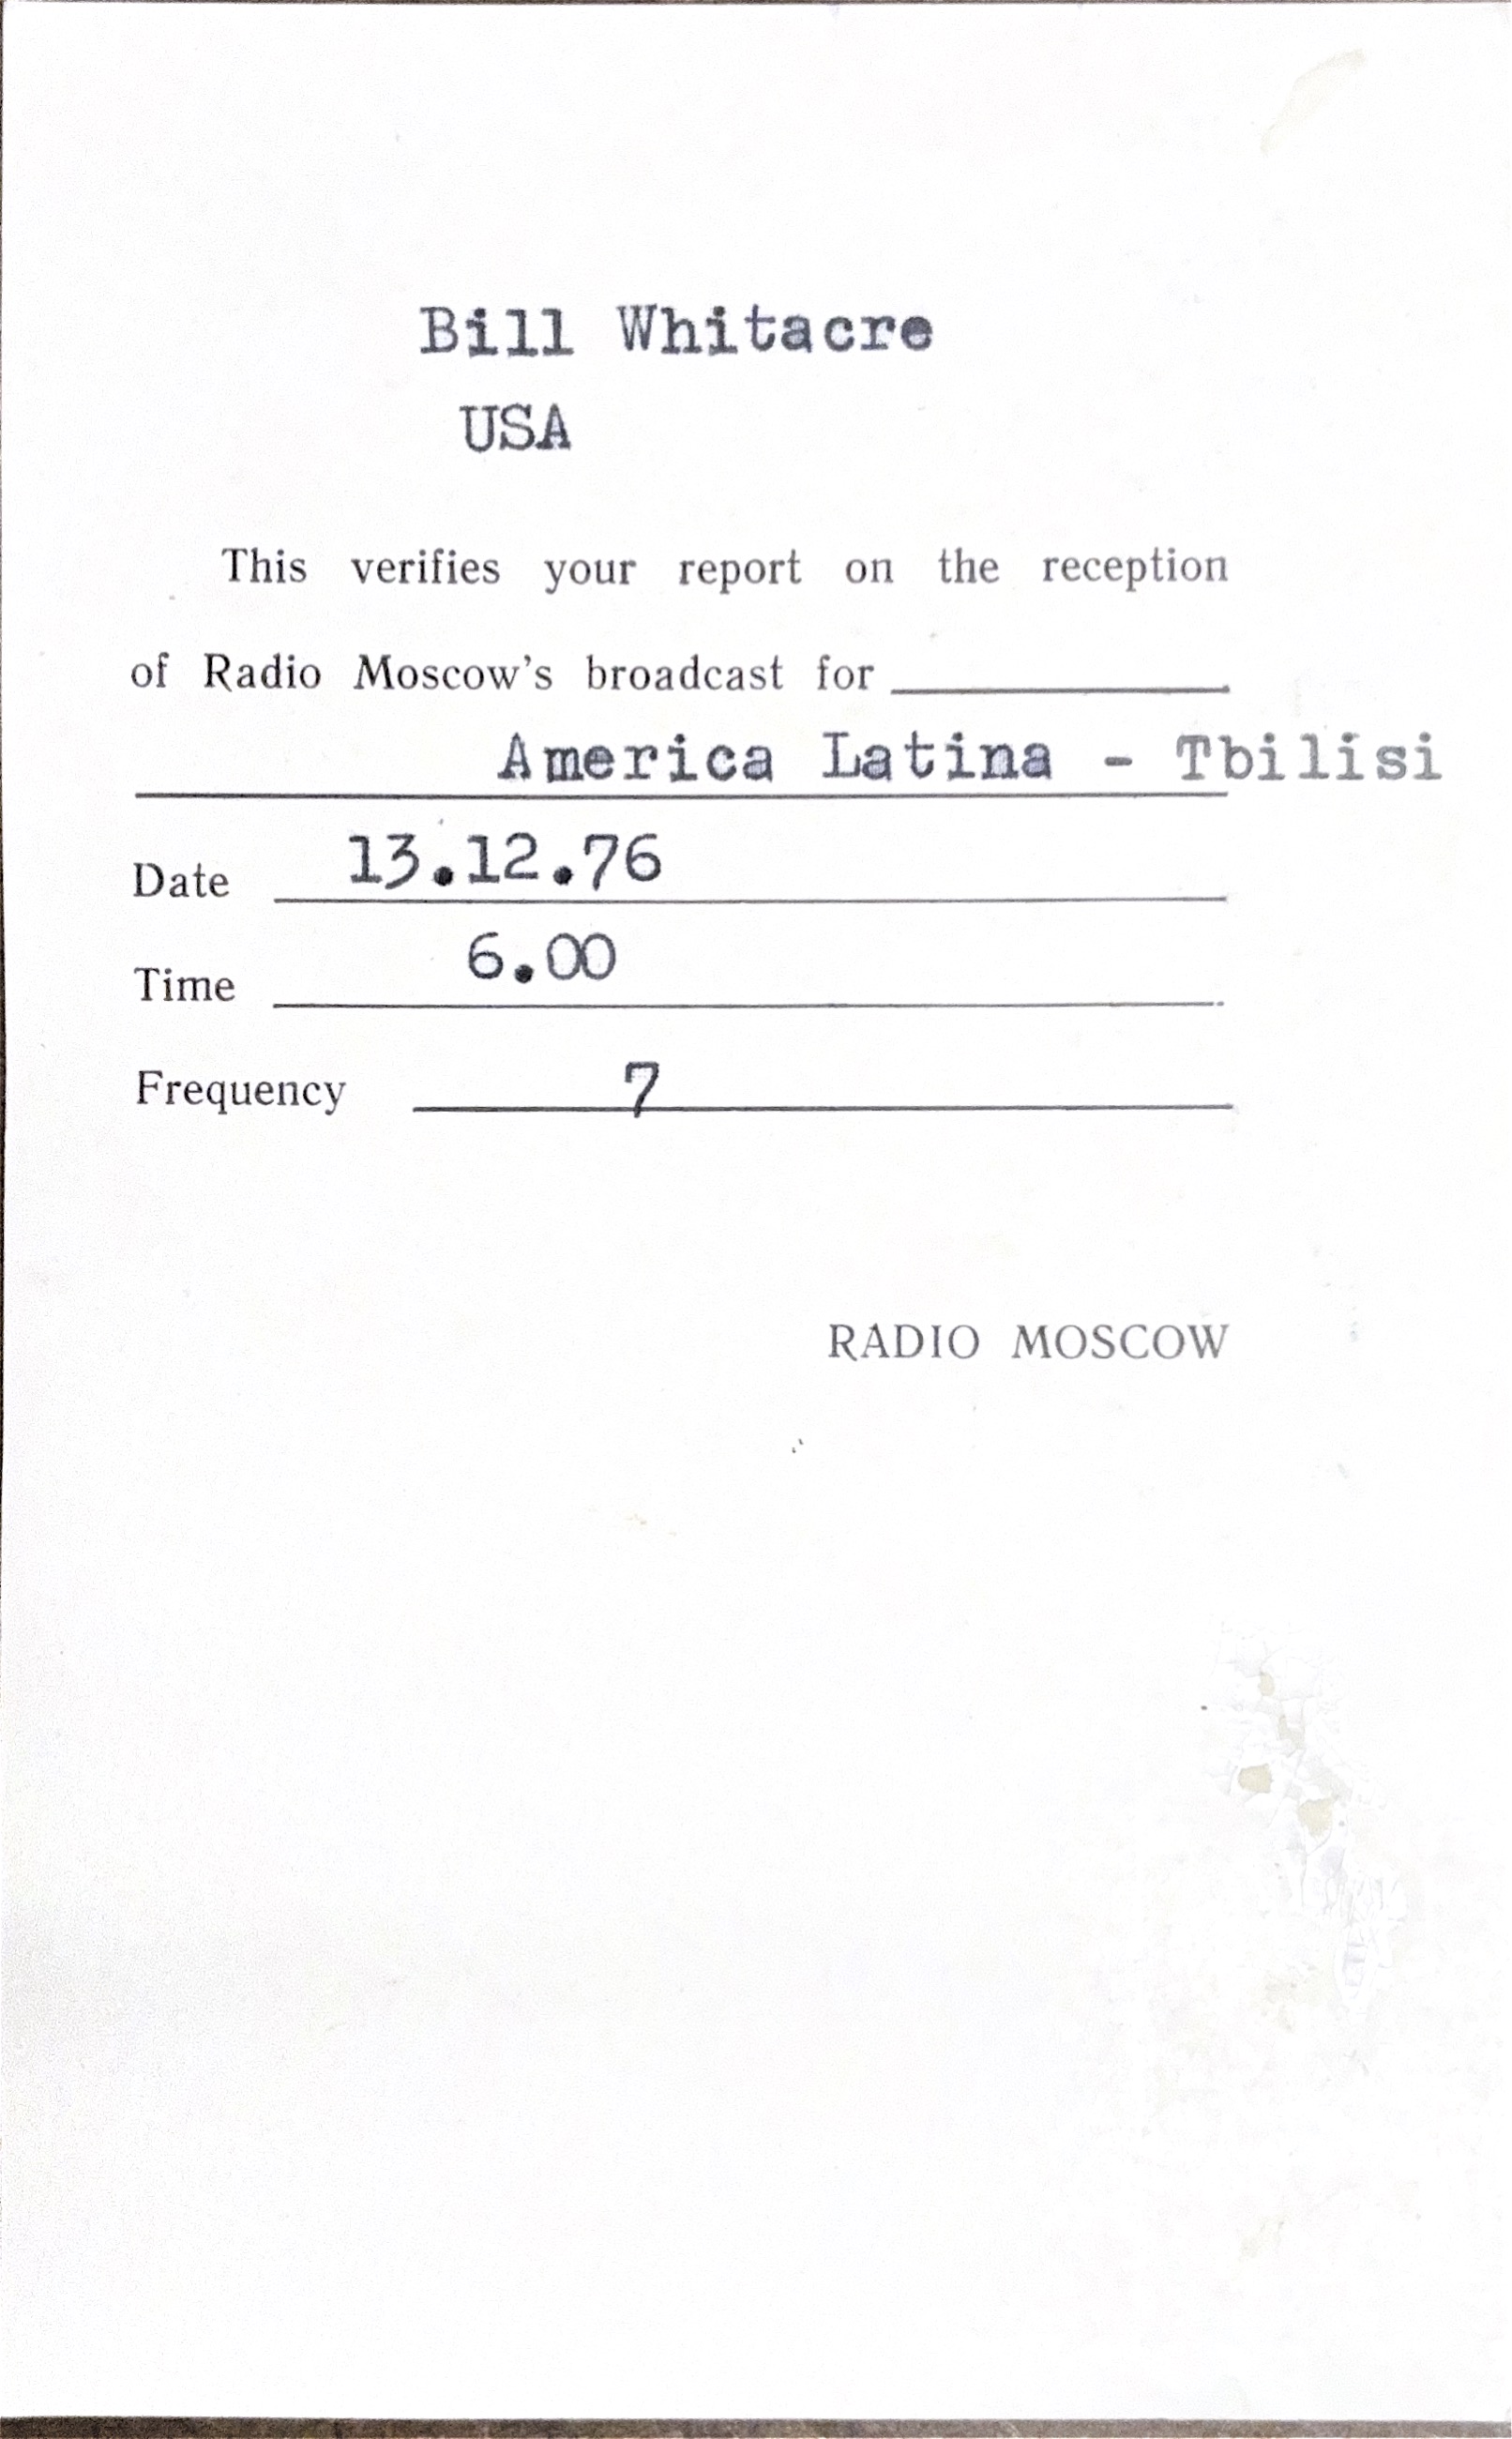 Bill Whitacre
USA
This verifies your report on the reception
of Radio Moscow's broadcast for
America Latina - Tbilisi
Date 13.12.76
Time 6.00
Frequency 7
RADIO MOSCOW